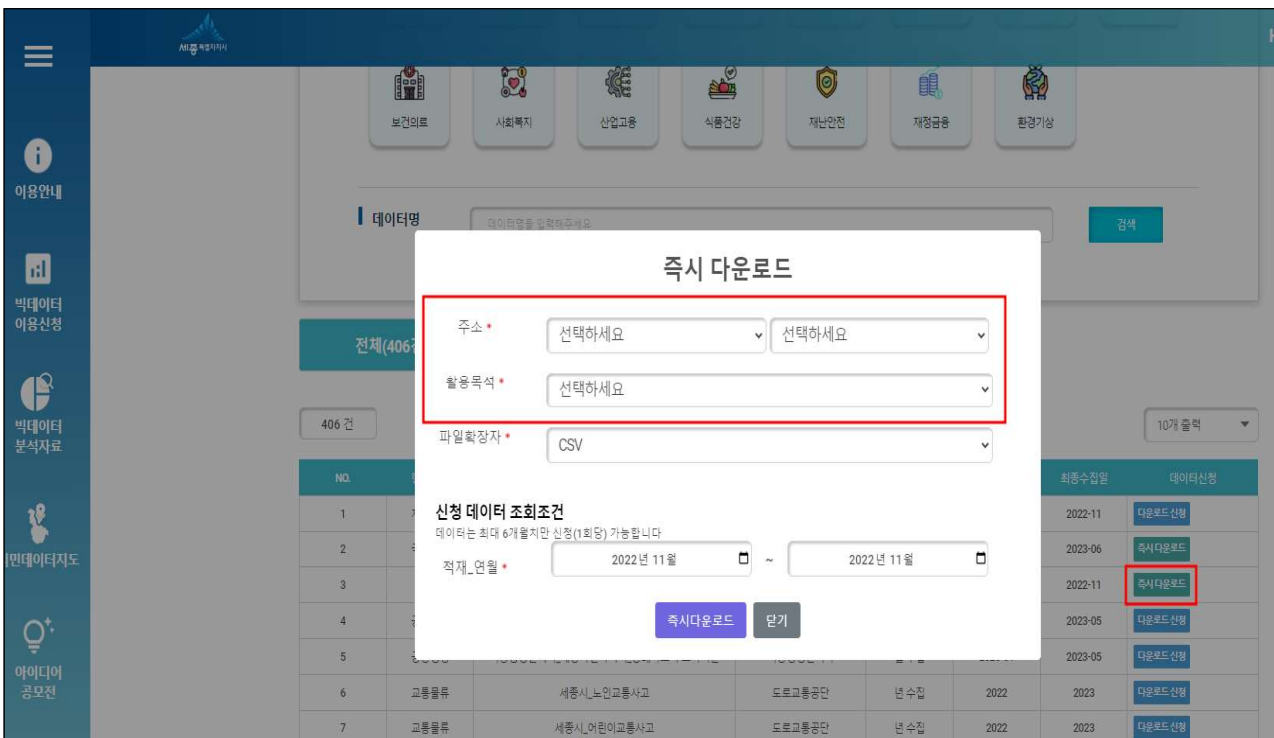 세종특별자치시
이용안내
빅데이터
이용신청
빅데이터
분석자료
민데이터지도
아이디어
공모전
보건의료
사회복지
산업고용
식품건강
재난안전
재정금융
환경기상
데이터명
데이터명을 입력해주세요
검색
전체(406
406 건
10개 출력
즉시 다운로드
주소 *
선택하세요
선택하세요
활용목적 *
선택하세요
파일확장자 *
CSV
신청 데이터 조회조건
데이터는 최대 6개월치만 신청(1회당) 가능합니다
적재_연월 *
2022년 11월
~
2022년 11월
즉시다운로드
닫기
NO.
최종수집일
데이터신청
1
2022-11
다운로드 신청
2
2023-06
즉시 다운로드
3
2022-11
즉시 다운로드
4
2023-05
다운로드 신청
5
2023-05
다운로드 신청
6
교통물류
세종시_노인교통사고
도로교통공단
년 수집
2022
2023
다운로드 신청
7
교통물류
세종시_어린이교통사고
도로교통공단
년 수집
2022
2023
다운로드 신청